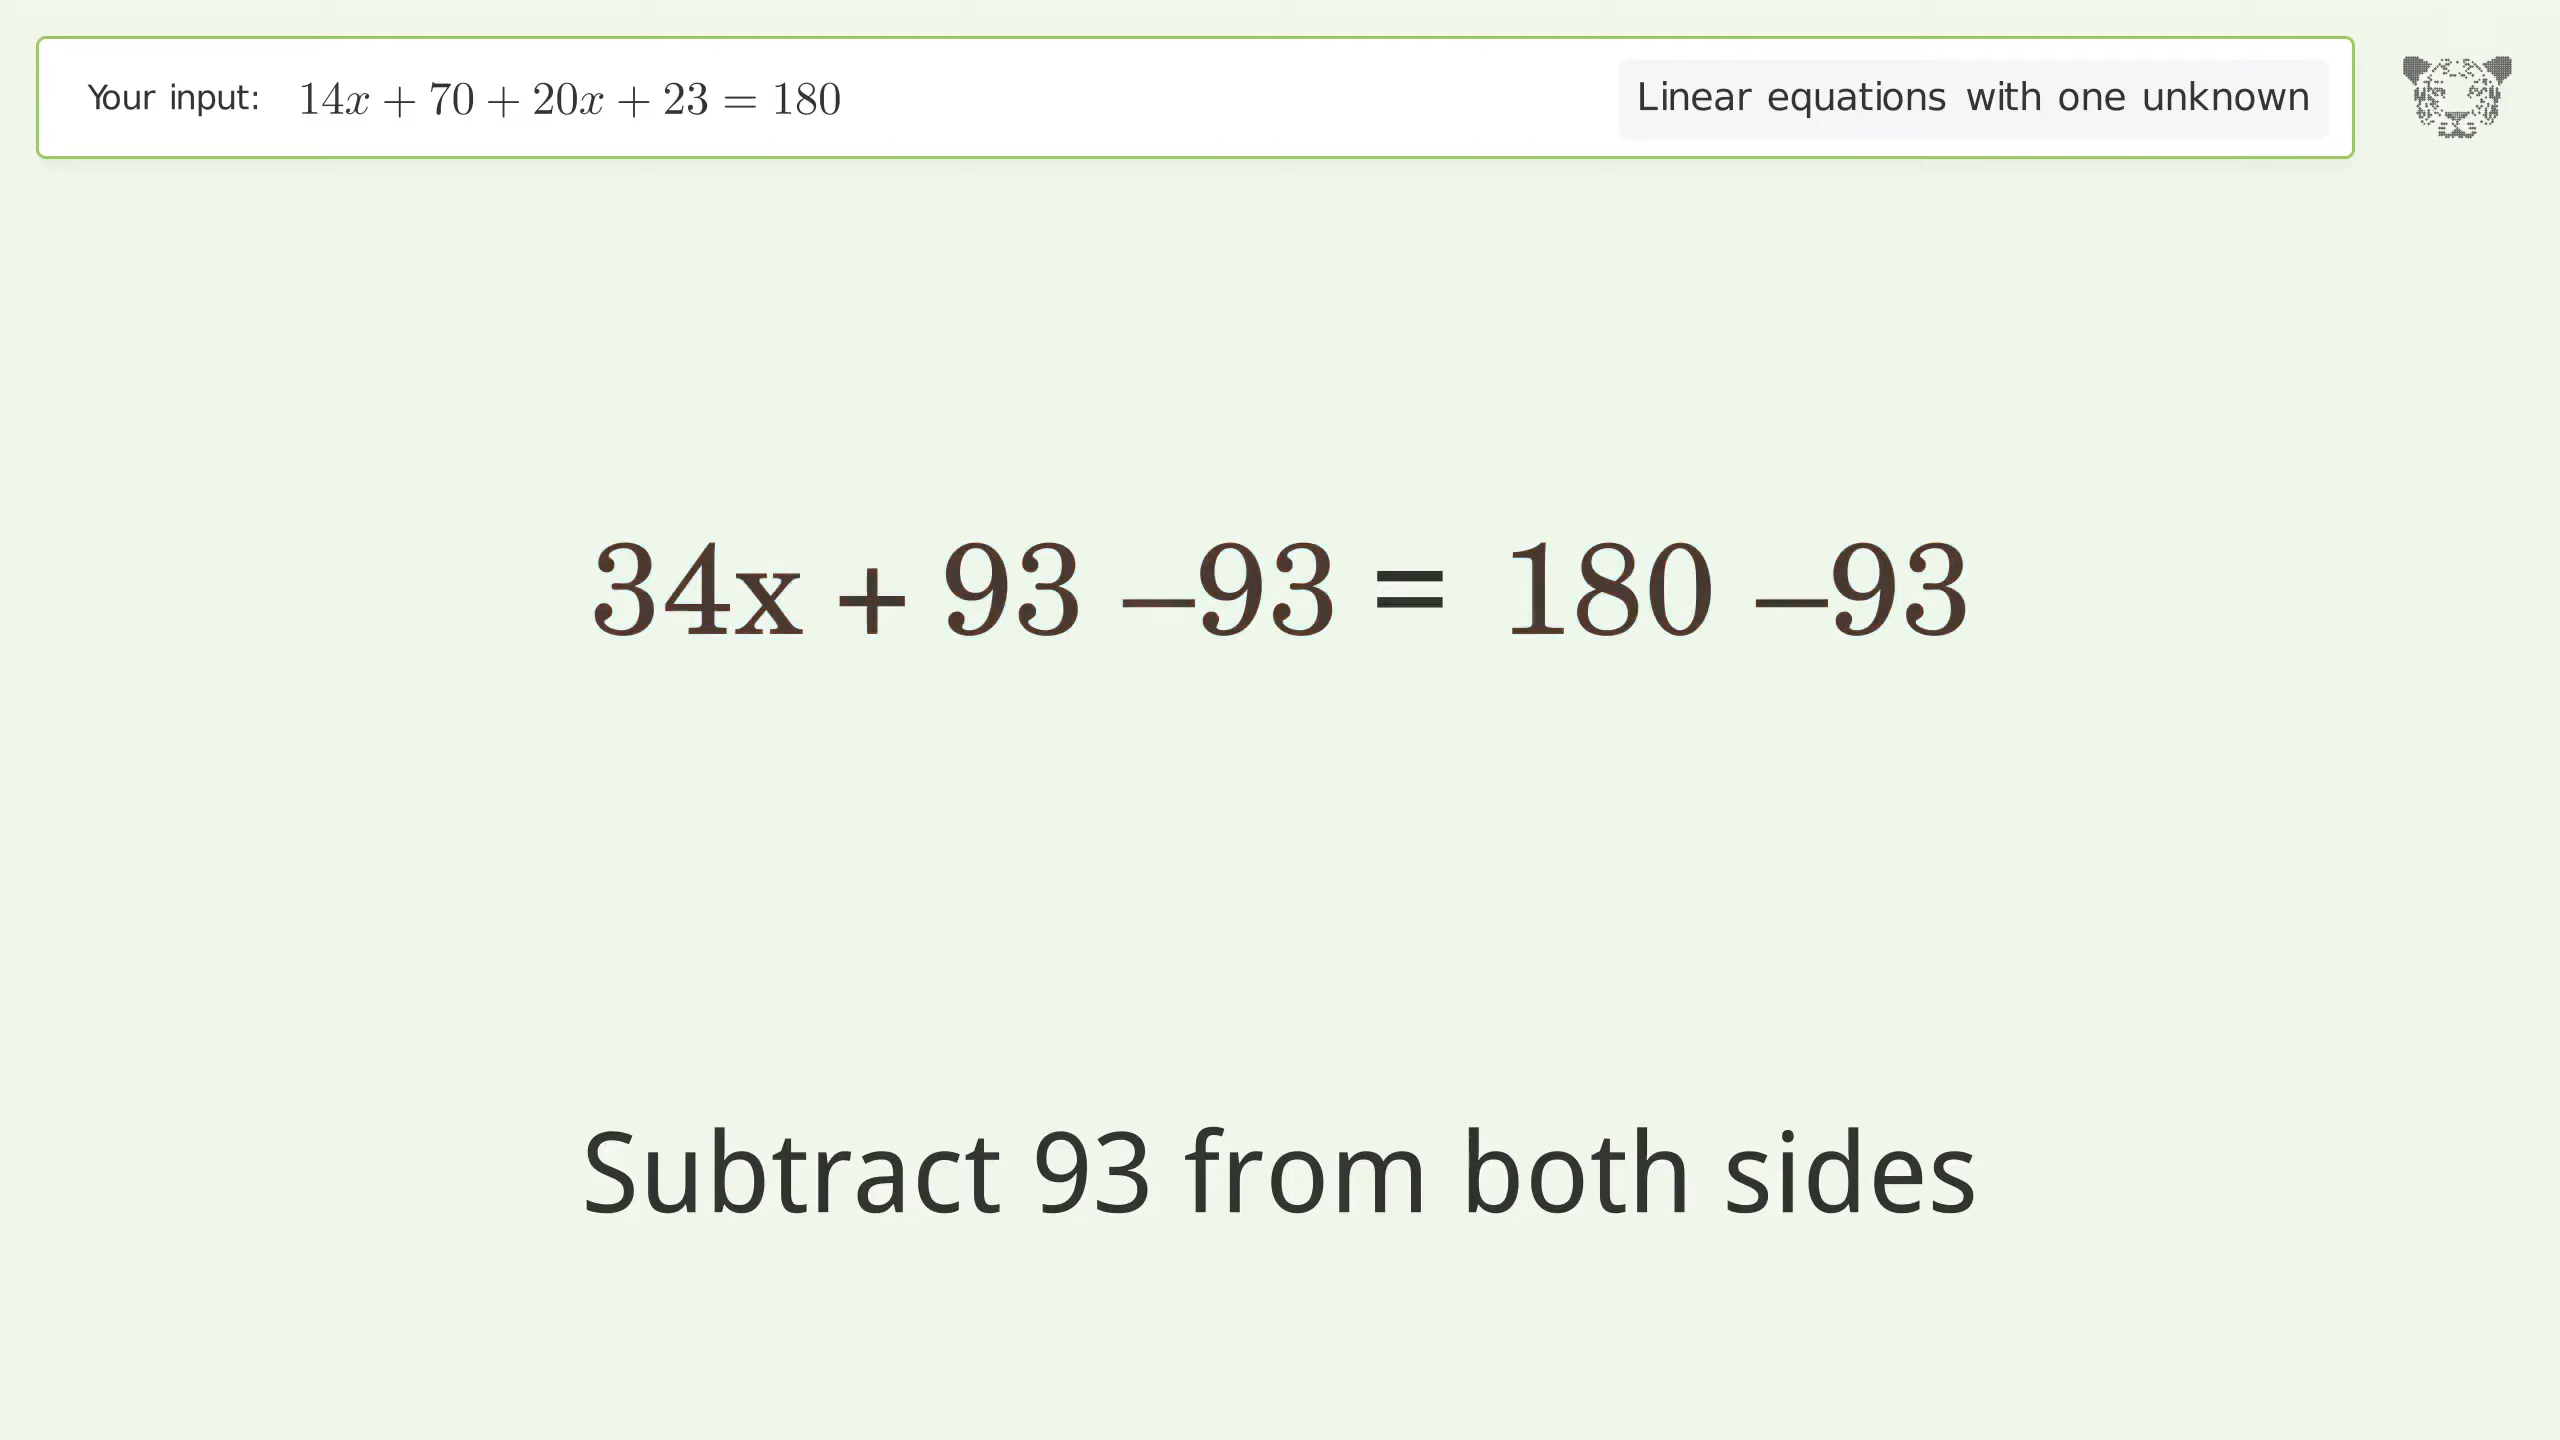 Your input: 14x + 70 + 20x + 23 = 180 Linear equations with one unknown
34x + 93 –93 = 180 –93
Subtract 93 from both sides